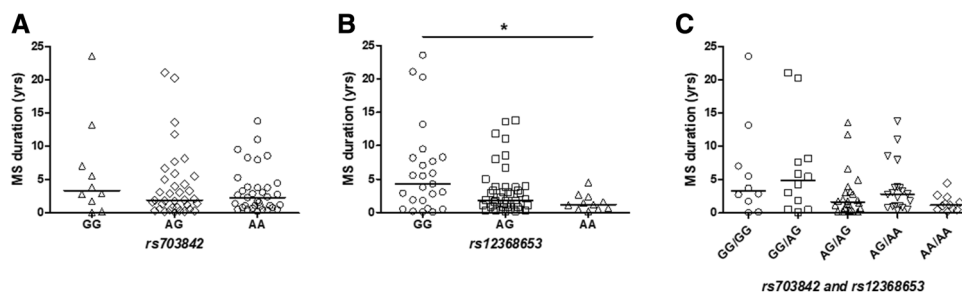 A
B
C
MS duration (yrs)
25
20
15
10
5
0
GG
AG
AA
rs703842
MS duration (yrs)
25
20
15
10
5
0
*
GG
AG
AA
rs12368653
MS duration (yrs)
25
20
15
10
5
0
GG/GG
GG/AG
AG/AG
AG/AA
AA/AA
rs703842 and rs12368653